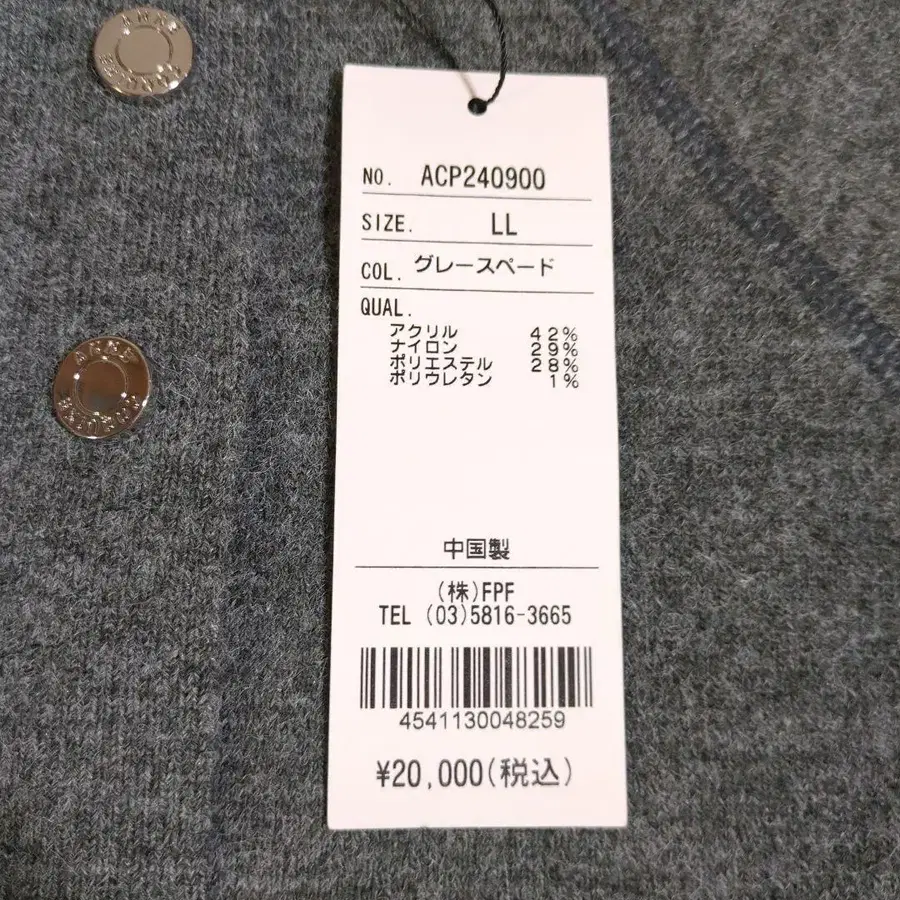 NO. ACP240900
SIZE. LL
COL. グレースペード
QUAL.
アクリル 42%
ナイロン 29%
ポリエステル 28%
ポリウレタン 1%
中国製
(株)FPF
TEL (03)5816-3665
4541130048259
¥20,000(税込)